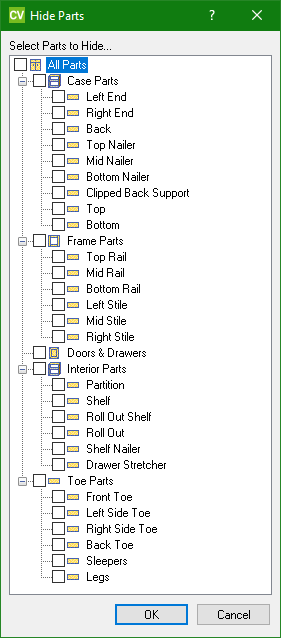 CV Hide Parts ? ×
Select Parts to Hide...
All Parts
Case Parts
Left End
Right End
Back
Top Nailer
Mid Nailer
Bottom Nailer
Clipped Back Support
Top
Bottom
Frame Parts
Top Rail
Mid Rail
Bottom Rail
Left Stile
Mid Stile
Right Stile
Doors & Drawers
Interior Parts
Partition
Shelf
Roll Out Shelf
Roll Out
Shelf Nailer
Drawer Stretcher
Toe Parts
Front Toe
Left Side Toe
Right Side Toe
Back Toe
Sleepers
Legs
OK Cancel